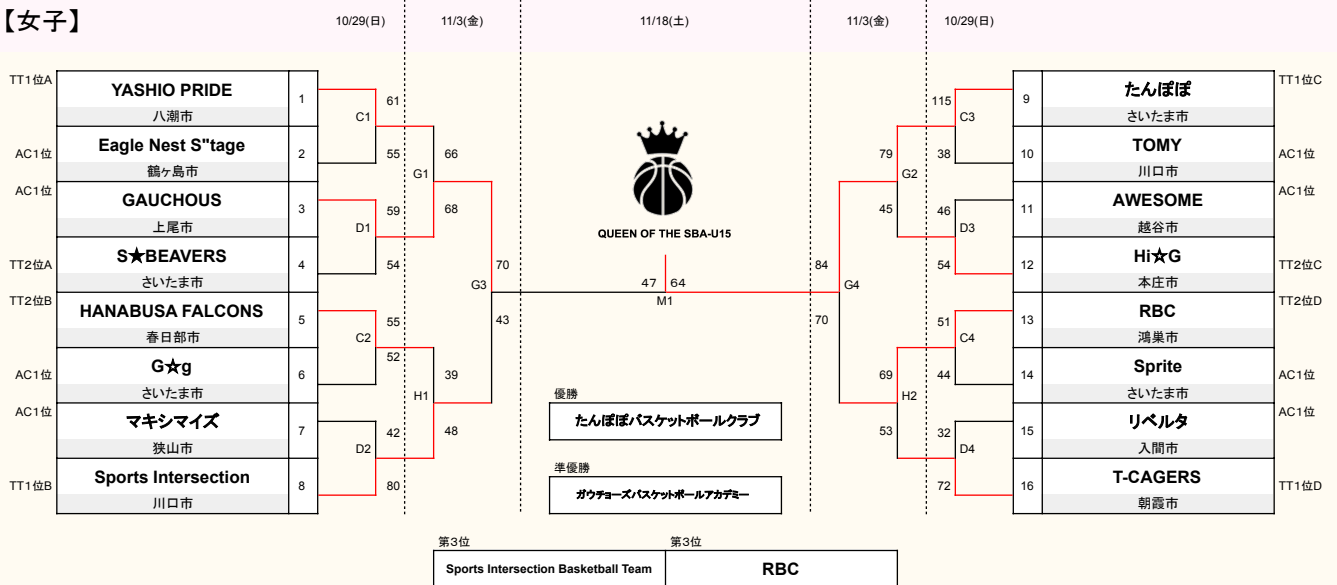 【女子】
10/29(日) 11/3(金) 11/18(土) 11/3(金) 10/29(日)
TT1位A YASHIO PRIDE 1
八潮市
61
C1
AC1位 Eagle Nest S"tage 2
鶴ヶ島市
55
66
G1
68
AC1位 GAUCHOUS 3
上尾市
59
D1
TT2位A S★BEAVERS 4
さいたま市
54
70
G3
43
TT2位B HANABUSA FALCONS 5
春日部市
55
C2
52
AC1位 G☆g 6
さいたま市
39
H1
48
AC1位 マキシマイズ 7
狭山市
42
D2
TT1位B Sports Intersection 8
川口市
80
QUEEN OF THE SBA-U15
47 64
M1
優勝
たんぽぽバスケットボールクラブ
準優勝
ガウチョーズバスケットボールアカデミー
第3位 第3位
Sports Intersection Basketball Team RBC
115
C3
38
9 たんぽぽ TT1位C
さいたま市
10 TOMY AC1位
川口市
79
G2
45
46
D3
54
11 AWESOME AC1位
越谷市
12 Hi☆G TT2位C
本庄市
84
G4
70
51
C4
44
13 RBC TT2位D
鴻巣市
14 Sprite AC1位
さいたま市
69
H2
53
32
D4
72
15 リベルタ AC1位
入間市
16 T-CAGERS TT1位D
朝霞市